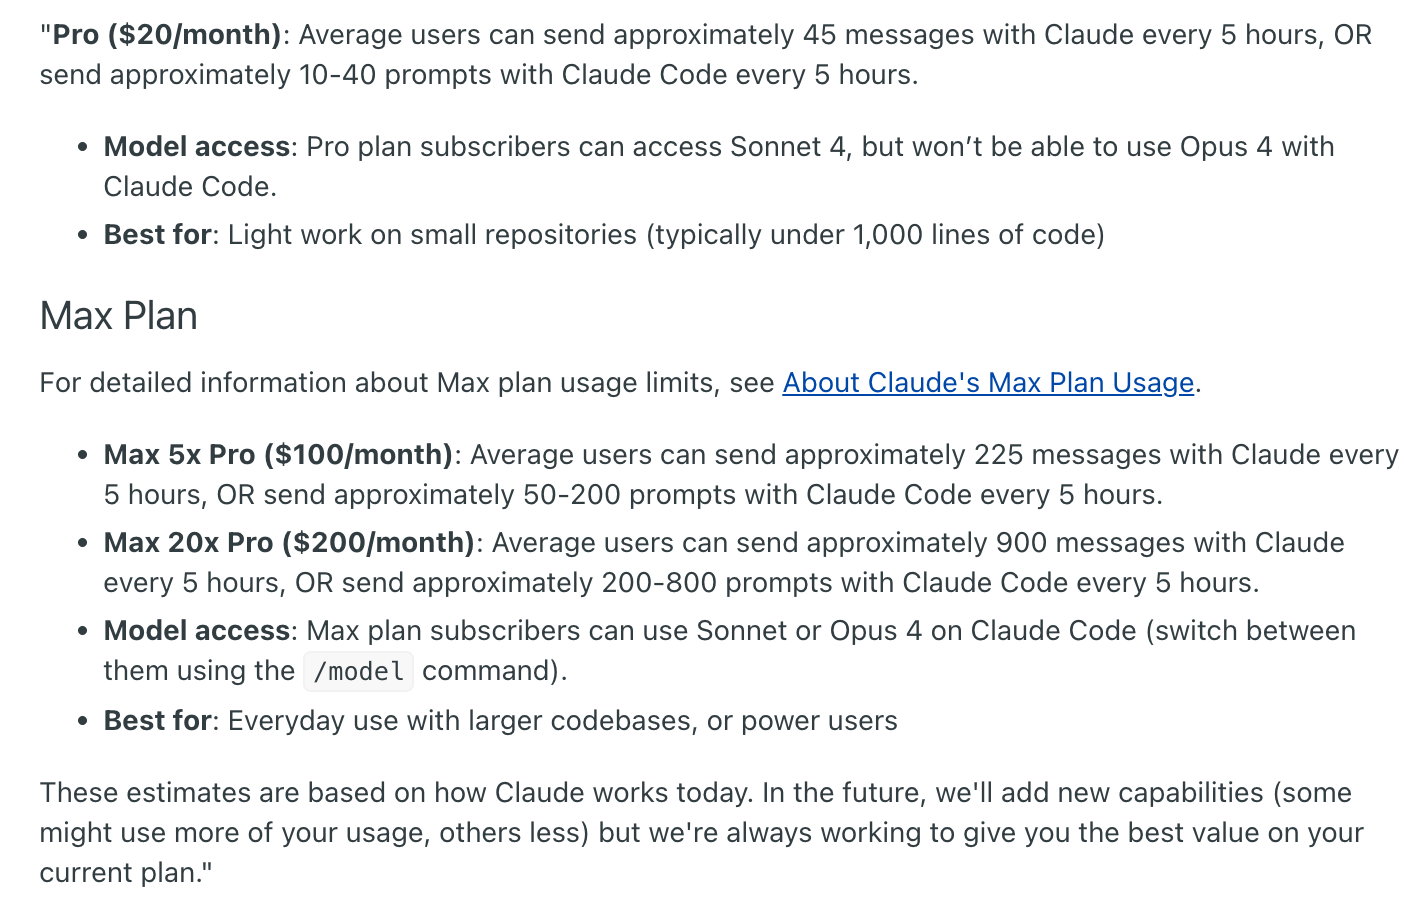 "Pro ($20/month): Average users can send approximately 45 messages with Claude every 5 hours, OR
send approximately 10-40 prompts with Claude Code every 5 hours.
• Model access: Pro plan subscribers can access Sonnet 4, but won’t be able to use Opus 4 with
Claude Code.
• Best for: Light work on small repositories (typically under 1,000 lines of code)
Max Plan
For detailed information about Max plan usage limits, see About Claude's Max Plan Usage.
• Max 5x Pro ($100/month): Average users can send approximately 225 messages with Claude every
5 hours, OR send approximately 50-200 prompts with Claude Code every 5 hours.
• Max 20x Pro ($200/month): Average users can send approximately 900 messages with Claude
every 5 hours, OR send approximately 200-800 prompts with Claude Code every 5 hours.
• Model access: Max plan subscribers can use Sonnet or Opus 4 on Claude Code (switch between
them using the /model command).
• Best for: Everyday use with larger codebases, or power users
These estimates are based on how Claude works today. In the future, we'll add new capabilities (some
might use more of your usage, others less) but we're always working to give you the best value on your
current plan."